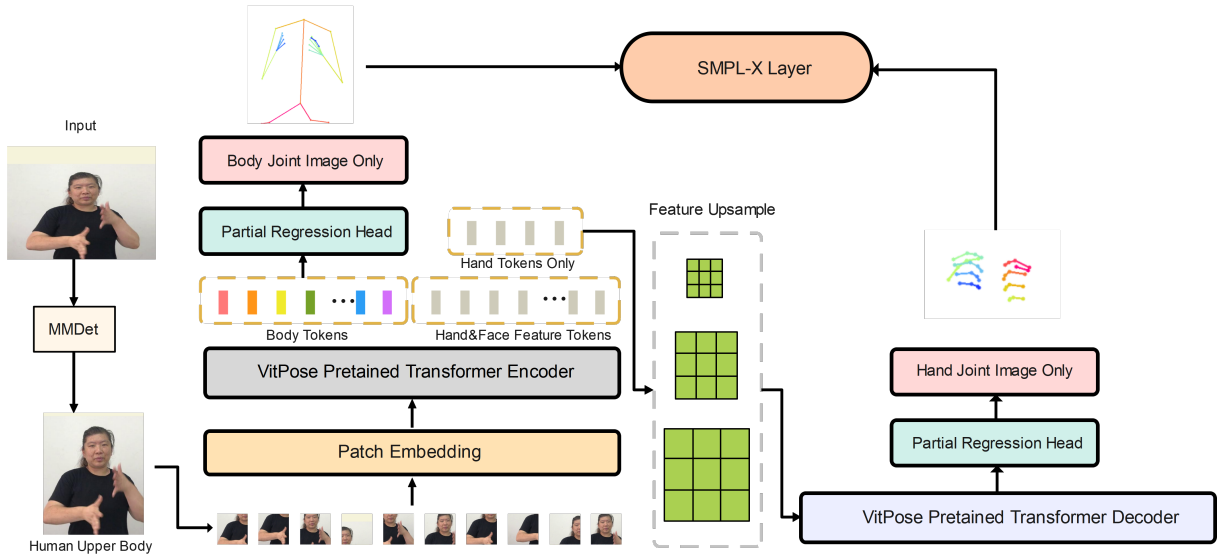 Input
MMDet
Human Upper Body
Body Joint Image Only
Partial Regression Head
Body Tokens
Hand&Face Feature Tokens
Hand Tokens Only
VitPose Pretained Transformer Encoder
Patch Embedding
Feature Upsample
SMPL-X Layer
Hand Joint Image Only
Partial Regression Head
VitPose Pretained Transformer Decoder